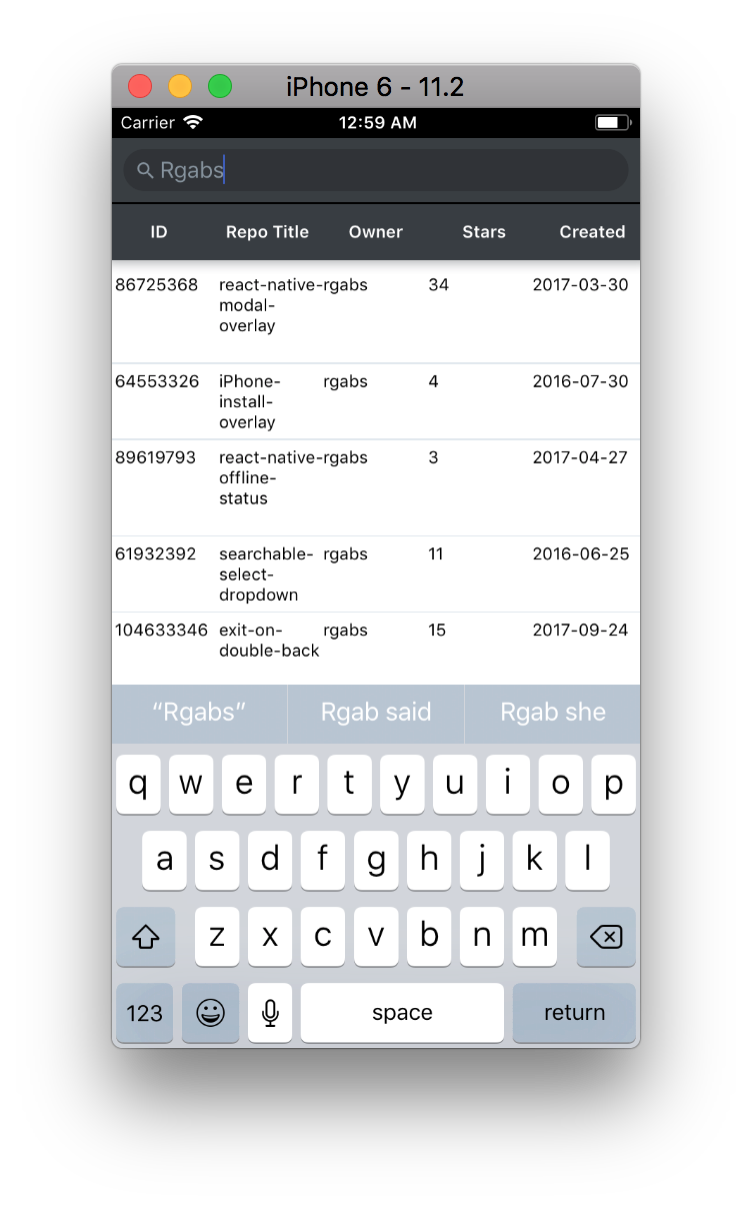 iPhone 6 - 11.2
Carrier 12:59 AM
Rgabs
ID Repo Title Owner Stars Created
86725368 react-native- rgabs 34 2017-03-30
modal-
overlay
64553326 iPhone- rgabs 4 2016-07-30
install-
overlay
89619793 react-native- rgabs 3 2017-04-27
offline-
status
61932392 searchable- rgabs 11 2016-06-25
select-
dropdown
104633346 exit-on- rgabs 15 2017-09-24
double-back
“Rgabs” Rgab said Rgab she
q w e r t y u i o p
a s d f g h j k l
z x c v b n m
123 space return